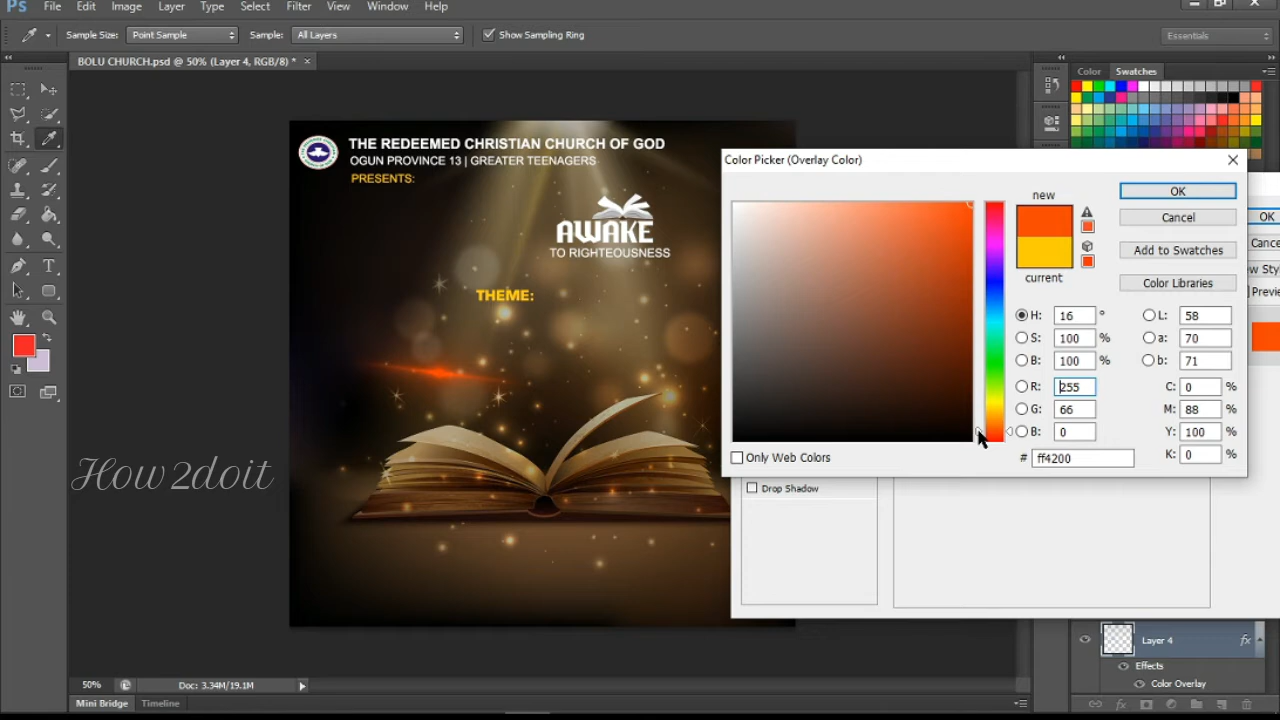 Ps File Edit Image Layer Type Select Filter View Window Help
Sample Size: Point Sample Sample: All Layers Show Sampling Ring Essentials
BOLU CHURCH.psd @ 50% (Layer 4, RGB/8) * ×
Color Swatches
THE REDEEMED CHRISTIAN CHURCH OF GOD
OGUN PROVINCE 13 | GREATER TEENAGERS
PRESENTS:
AWAKE
TO RIGHTEOUSNESS
THEME:
How 2doit
Color Picker (Overlay Color)
new
current
OK
Cancel
Add to Swatches
Color Libraries
H: 16 °
S: 100 %
B: 100 %
R: 255
G: 66
B: 0
# ff4200
L: 58
a: 70
b: 71
C: 0 %
M: 88 %
Y: 100 %
K: 0 %
Only Web Colors
OK
Cance
w Sty
Previe
Drop Shadow
Layer 4 fx
Effects
Color Overlay
50% Doc: 3.34M/19.1M
Mini Bridge Timeline